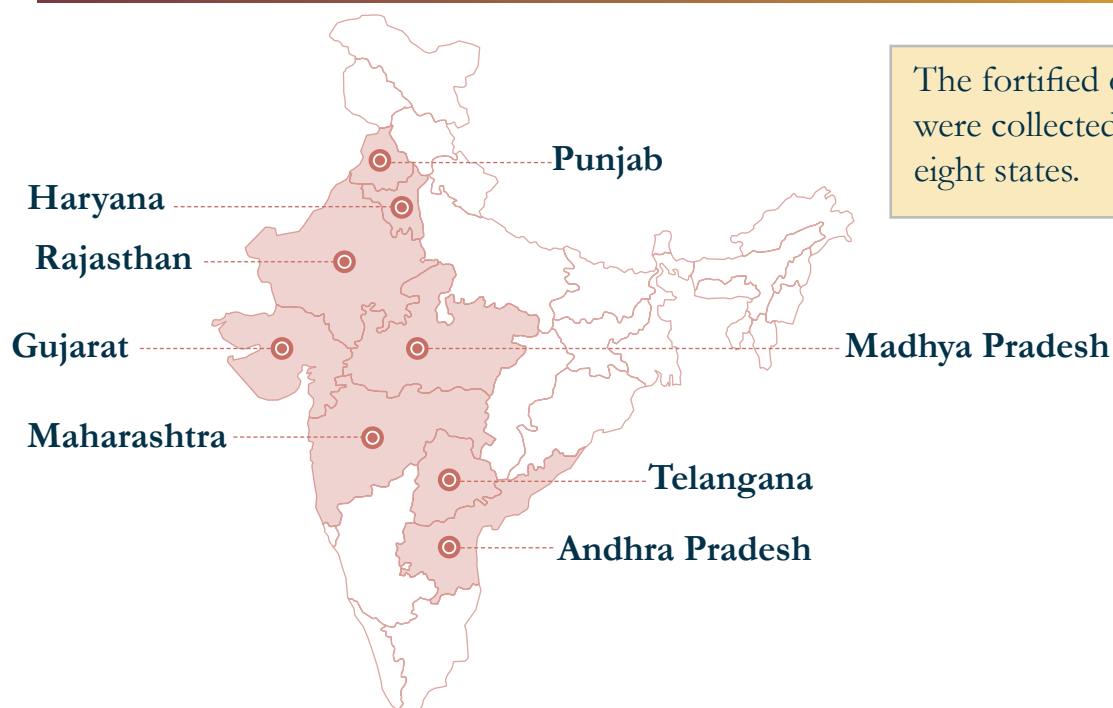 The fortified
were collected
eight states.
Punjab
Haryana
Rajasthan
Gujarat
Madhya Pradesh
Maharashtra
Telangana
Andhra Pradesh